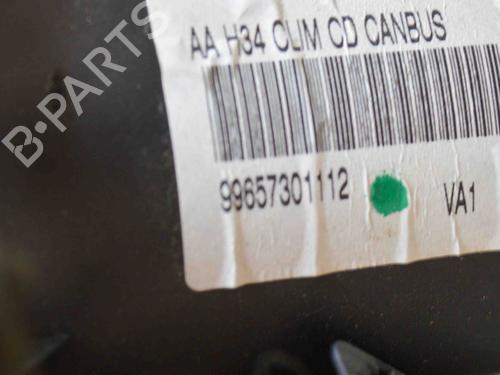 AA H34 CLIM CD CANBUS
99657301112
VA1
B-PARTS